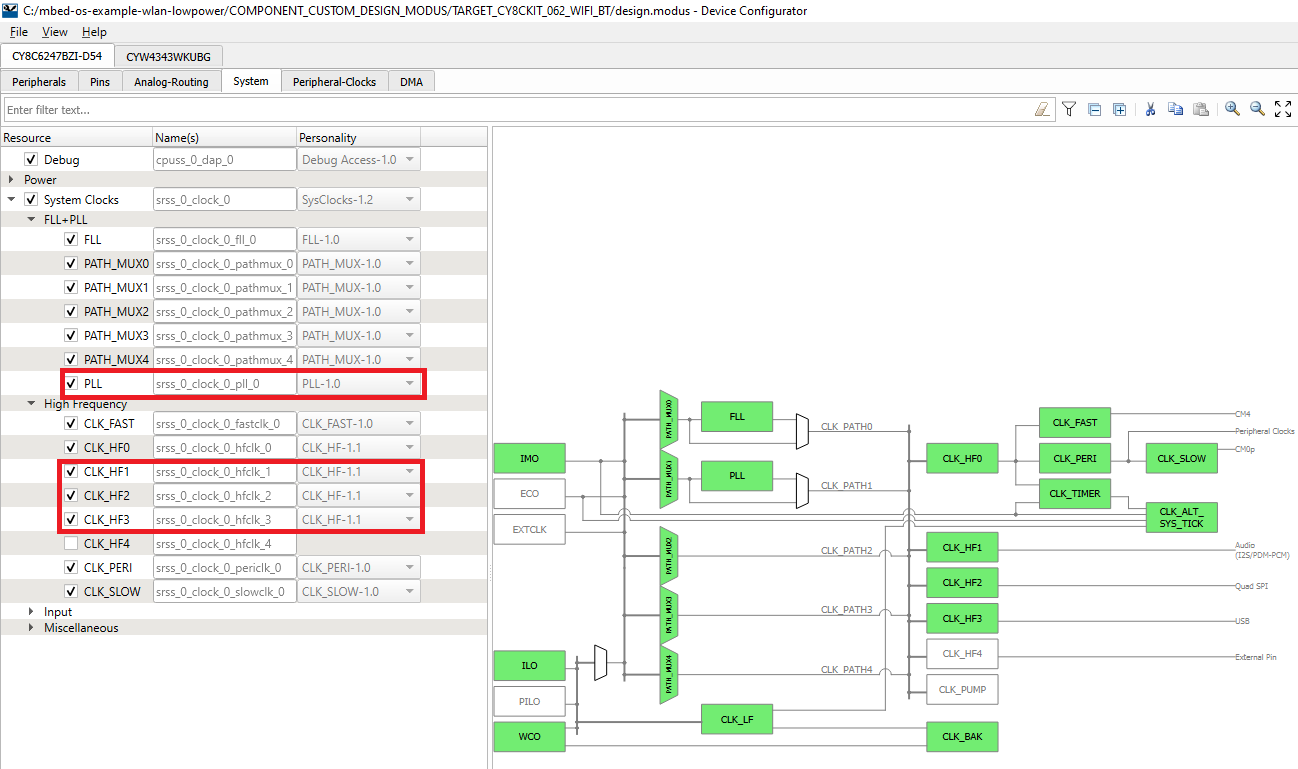 C:/mbed-os-example-wlan-lowpower/COMPONENT_CUSTOM_DESIGN_MODUS/TARGET_CY8CKIT_062_WIFI_BT/design.modus - Device Configurator
File View Help
CY8C6247BZI-D54 CYW4343WKUBG
Peripherals Pins Analog-Routing System Peripheral-Clocks DMA
Enter filter text...
Resource Name(s) Personality
Debug cpuss_0_dap_0 Debug Access-1.0
Power
System Clocks srss_0_clock_0 SysClocks-1.2
FLL+PLL
FLL srss_0_clock_0_fll_0 FLL-1.0
PATH_MUX0 srss_0_clock_0_pathmux_0 PATH_MUX-1.0
PATH_MUX1 srss_0_clock_0_pathmux_1 PATH_MUX-1.0
PATH_MUX2 srss_0_clock_0_pathmux_2 PATH_MUX-1.0
PATH_MUX3 srss_0_clock_0_pathmux_3 PATH_MUX-1.0
PATH_MUX4 srss_0_clock_0_pathmux_4 PATH_MUX-1.0
PLL srss_0_clock_0_pll_0 PLL-1.0
High Frequency
CLK_FAST srss_0_clock_0_fastclk_0 CLK_FAST-1.0
CLK_HF0 srss_0_clock_0_hfclk_0 CLK_HF-1.1
CLK_HF1 srss_0_clock_0_hfclk_1 CLK_HF-1.1
CLK_HF2 srss_0_clock_0_hfclk_2 CLK_HF-1.1
CLK_HF3 srss_0_clock_0_hfclk_3 CLK_HF-1.1
CLK_HF4 srss_0_clock_0_hfclk_4
CLK_PERI srss_0_clock_0_periclk_0 CLK_PERI-1.0
CLK_SLOW srss_0_clock_0_slowclk_0 CLK_SLOW-1.0
Input
Miscellaneous
IMO
ECO
EXTCLK
ILO
PILO
WCO
PATH_MUX0
PATH_MUX1
PATH_MUX2
PATH_MUX3
PATH_MUX4
FLL
PLL
CLK_LF
CLK_PATH0
CLK_PATH1
CLK_PATH2
CLK_PATH3
CLK_PATH4
CLK_HF0
CLK_HF1
CLK_HF2
CLK_HF3
CLK_HF4
CLK_PUMP
CLK_BAK
CLK_FAST
CLK_PERI
CLK_TIMER
CLK_SLOW
CLK_ALT_
SYS_TICK
CM4
Peripheral Clocks
CM0p
Audio
(I2S/PDM-PCM)
Quad SPI
USB
External Pin